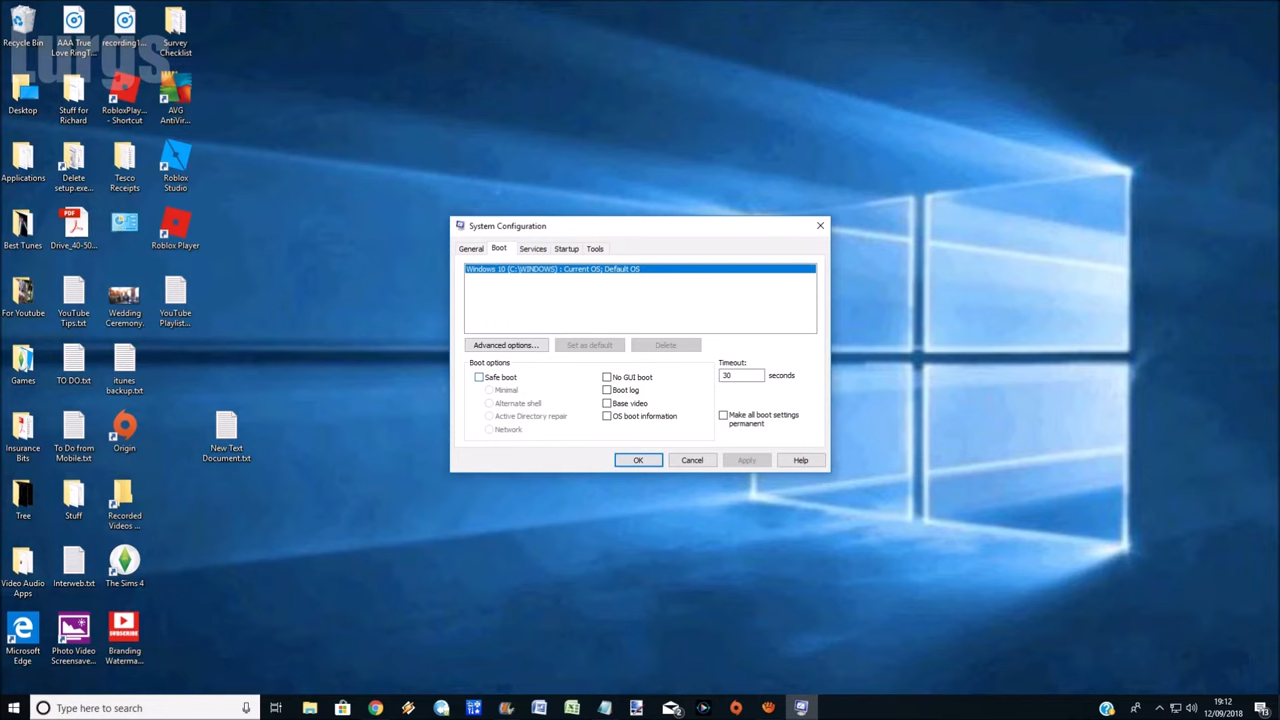 Lurgs
Recycle Bin
AAA True
Love RingT...
recording1...
Survey
Checklist
Desktop
Stuff for
Richard
RobloxPlay...
- Shortcut
AVG
AntiVir...
Applications
Delete
setup.exe...
Tesco
Receipts
Roblox
Studio
Best Tunes
PDF
Drive_40-50...
Roblox Player
For Youtube
YouTube
Tips.txt
Wedding
Ceremony.
YouTube
Playlist...
Games
TO DO.txt
itunes
backup.txt
Insurance
Bits
To Do from
Mobile.txt
Origin
New Text
Document.txt
Tree
Stuff
Recorded
Videos ...
Video Audio
Apps
Interweb.txt
The Sims 4
Microsoft
Edge
Photo Video
Screensave...
SUBSCRIBE
Branding
Waterma...
System Configuration
General
Boot
Services
Startup
Tools
Windows 10 (C:\WINDOWS) : Current OS; Default OS
Advanced options...
Set as default
Delete
Boot options
Safe boot
Minimal
Alternate shell
Active Directory repair
Network
No GUI boot
Boot log
Base video
OS boot information
Timeout:
30 seconds
Make all boot settings
permanent
OK
Cancel
Apply
Help
Type here to search
2
19:12
12/09/2018
13